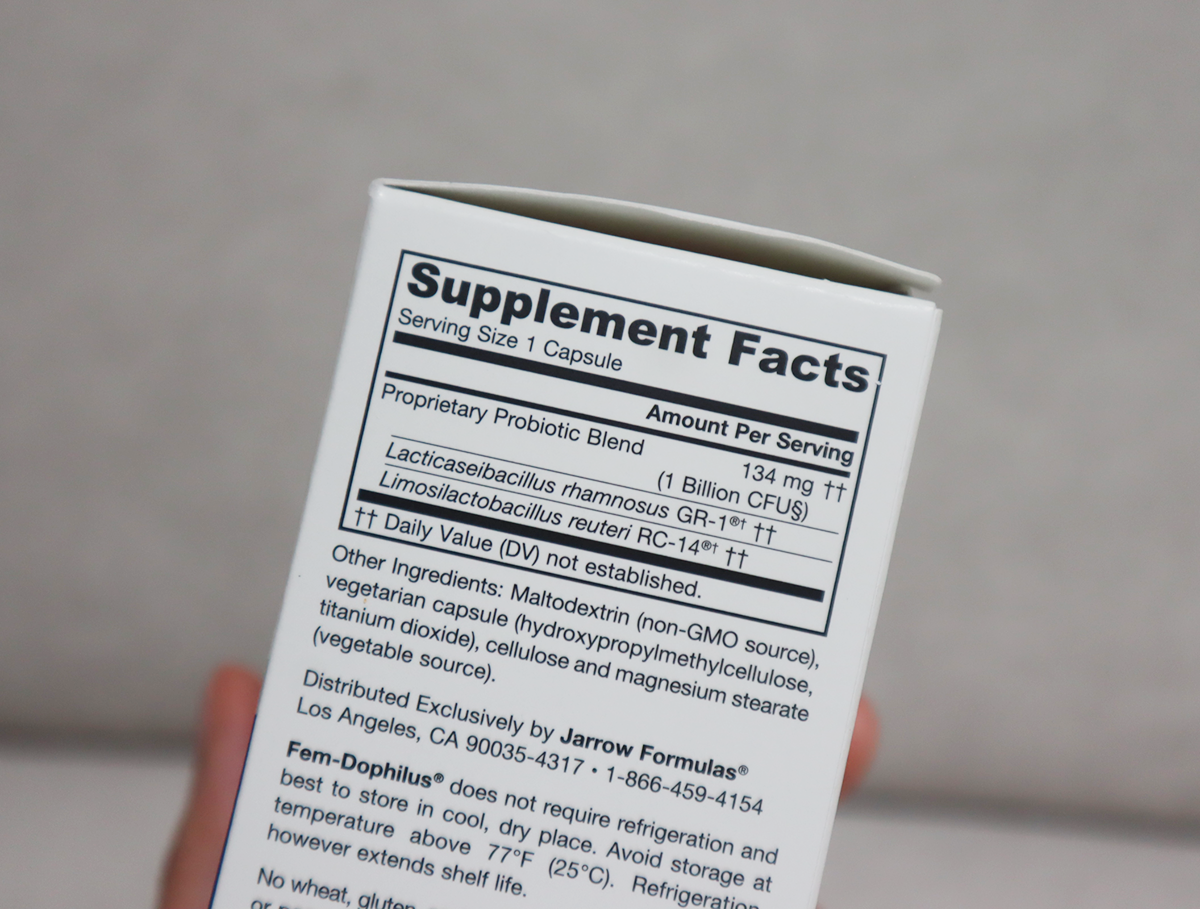 Supplement Facts
Serving Size 1 Capsule
Amount Per Serving
Proprietary Probiotic Blend 134 mg ††
(1 Billion CFU§)
Lacticaseibacillus rhamnosus GR-1®† ††
Limosilactobacillus reuteri RC-14®† ††
†† Daily Value (DV) not established.
Other Ingredients: Maltodextrin (non-GMO source),
vegetarian capsule (hydroxypropylmethylcellulose,
titanium dioxide), cellulose and magnesium stearate
(vegetable source).
Distributed Exclusively by Jarrow Formulas®
Los Angeles, CA 90035-4317 • 1-866-459-4154
Fem-Dophilus® does not require refrigeration and
best to store in cool, dry place. Avoid storage at
temperature above 77°F (25°C). Refrigeration
however extends shelf life.
No wheat, gluten
or